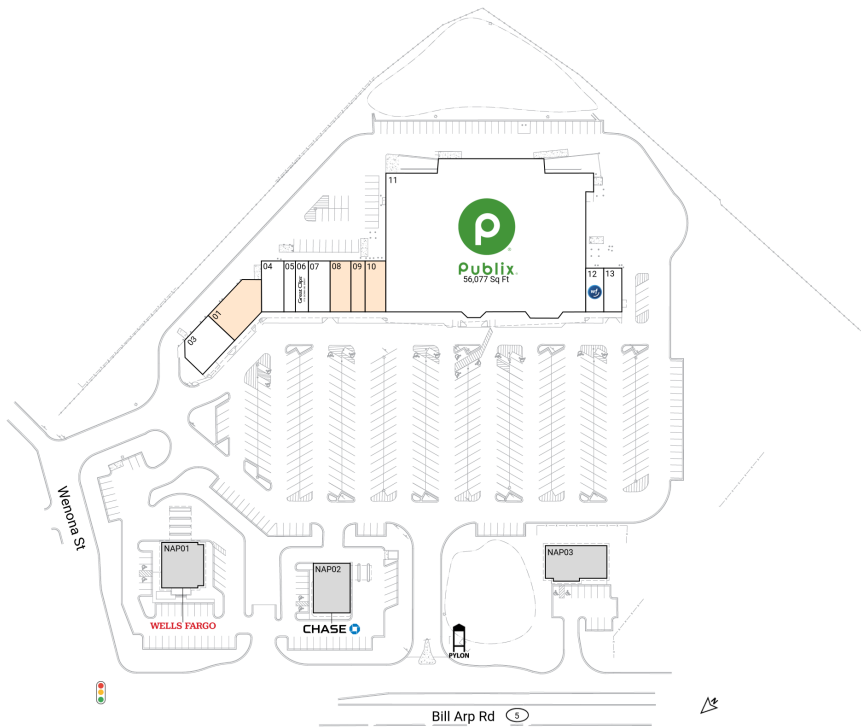 11
Publix.
56,077 Sq Ft
04
05
06
07
08
09
10
12
13
Great Clips
01
03
Wenona St
NAP01
NAP02
NAP03
WELLS FARGO
CHASE
PYLON
Bill Arp Rd
5
N